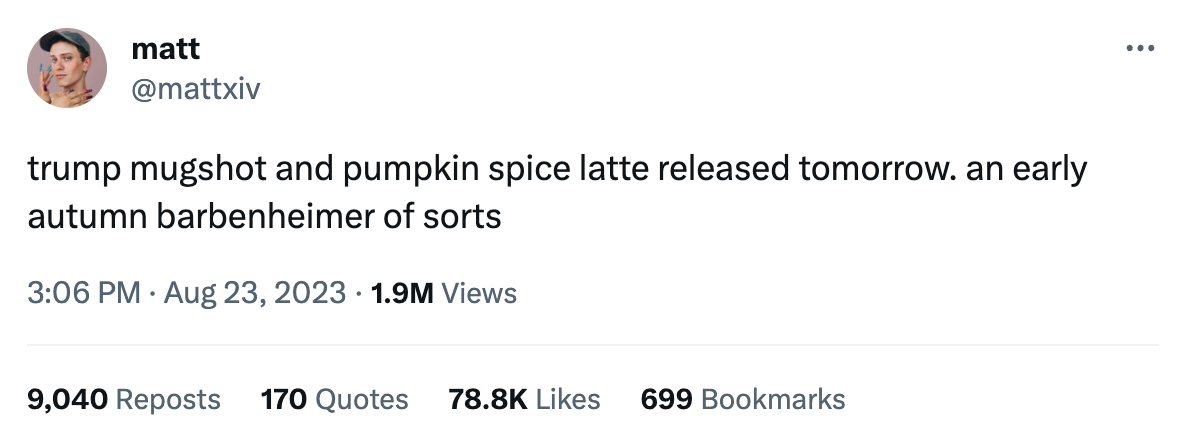 matt
@mattxiv
trump mugshot and pumpkin spice latte released tomorrow. an early
autumn barbenheimer of sorts
3:06 PM · Aug 23, 2023 · 1.9M Views
9,040 Reposts 170 Quotes 78.8K Likes 699 Bookmarks